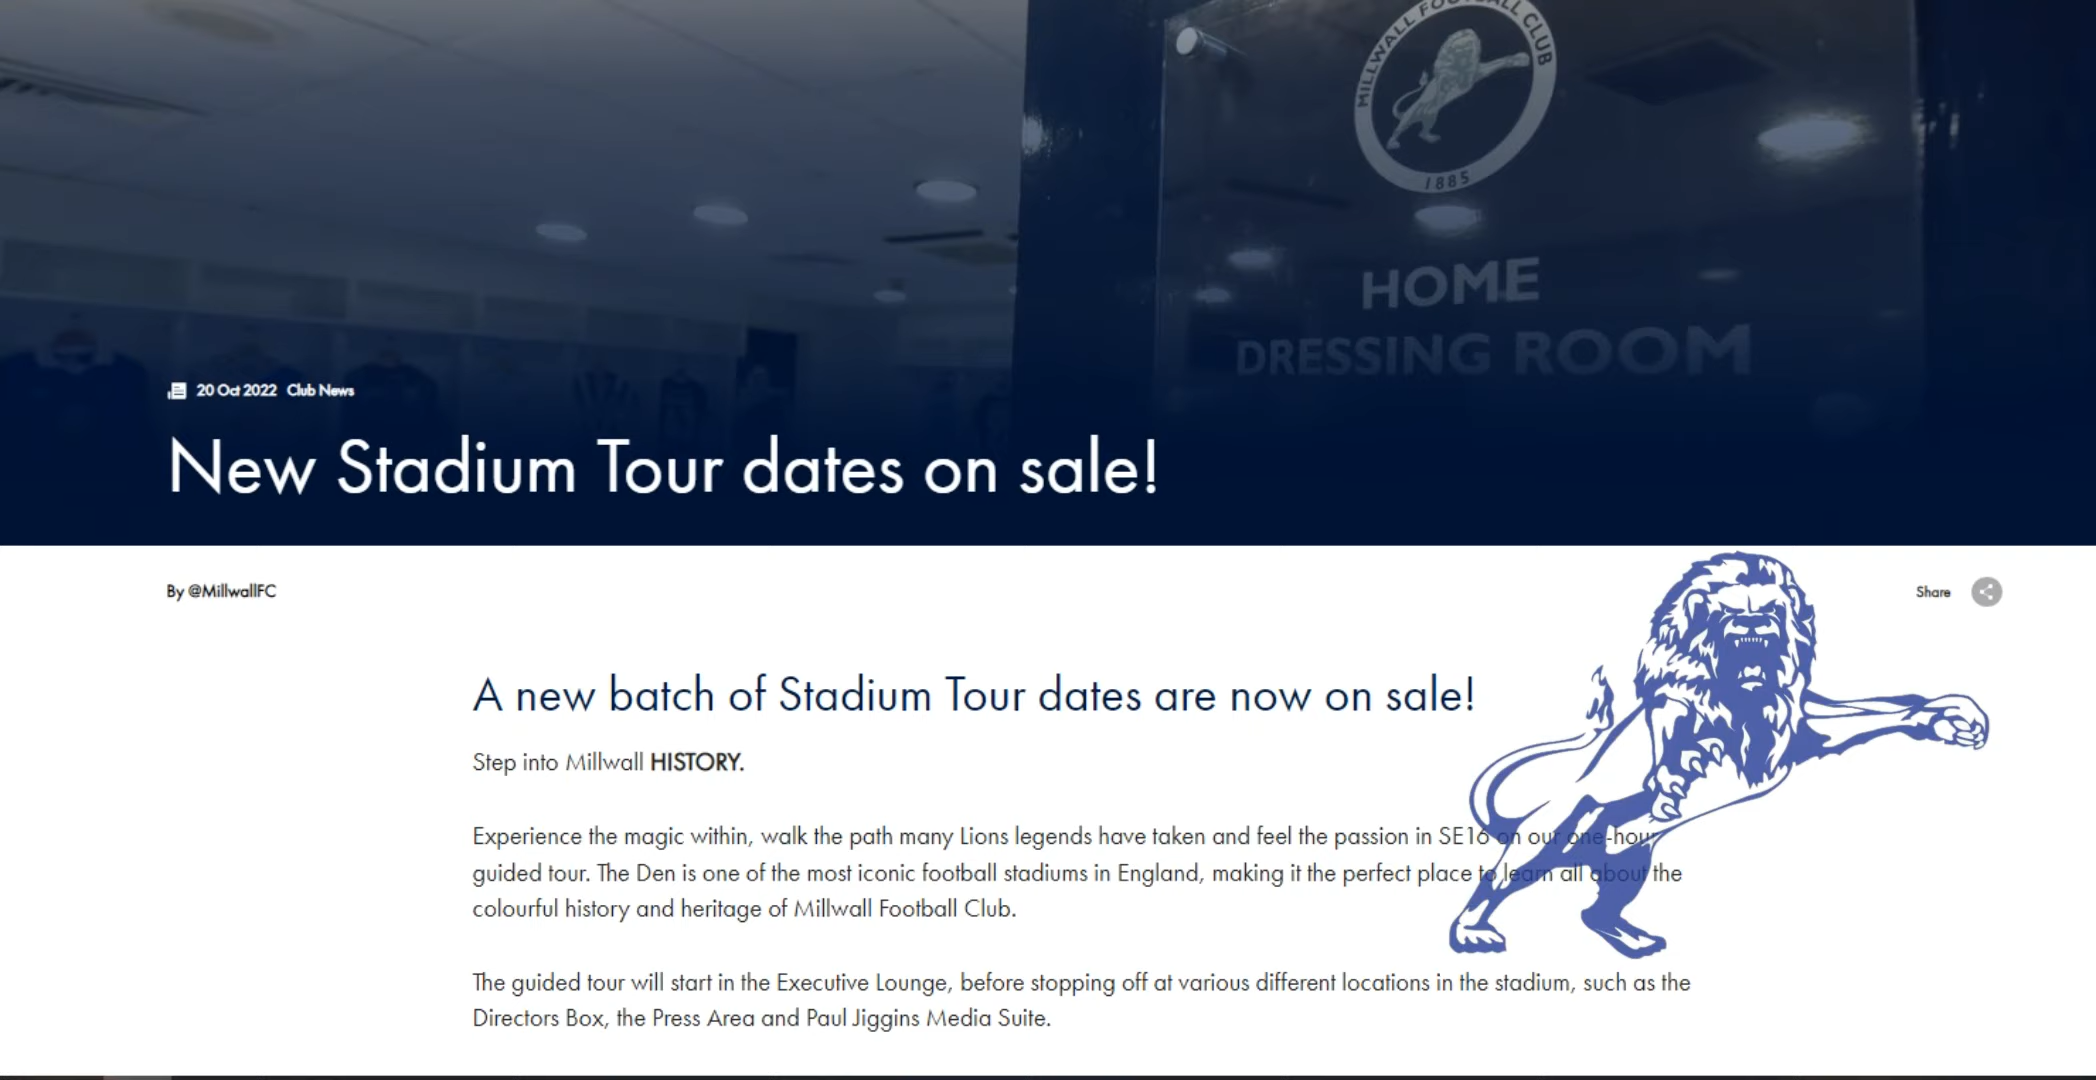 MILLWALL FOOTBALL CLUB
1885
HOME
DRESSING ROOM
20 Oct 2022 Club News
New Stadium Tour dates on sale!
By @MillwallFC
Share
A new batch of Stadium Tour dates are now on sale!
Step into Millwall HISTORY.
Experience the magic within, walk the path many Lions legends have taken and feel the passion in SE16 on our one-hour
guided tour. The Den is one of the most iconic football stadiums in England, making it the perfect place to learn all about the
colourful history and heritage of Millwall Football Club.
The guided tour will start in the Executive Lounge, before stopping off at various different locations in the stadium, such as the
Directors Box, the Press Area and Paul Jiggins Media Suite.